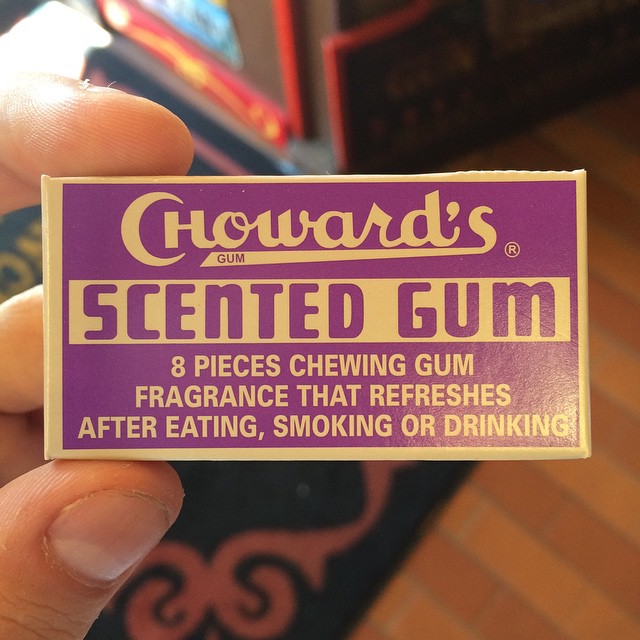 CHoward's
GUM
®
SCENTED GUM
8 PIECES CHEWING GUM
FRAGRANCE THAT REFRESHES
AFTER EATING, SMOKING OR DRINKING